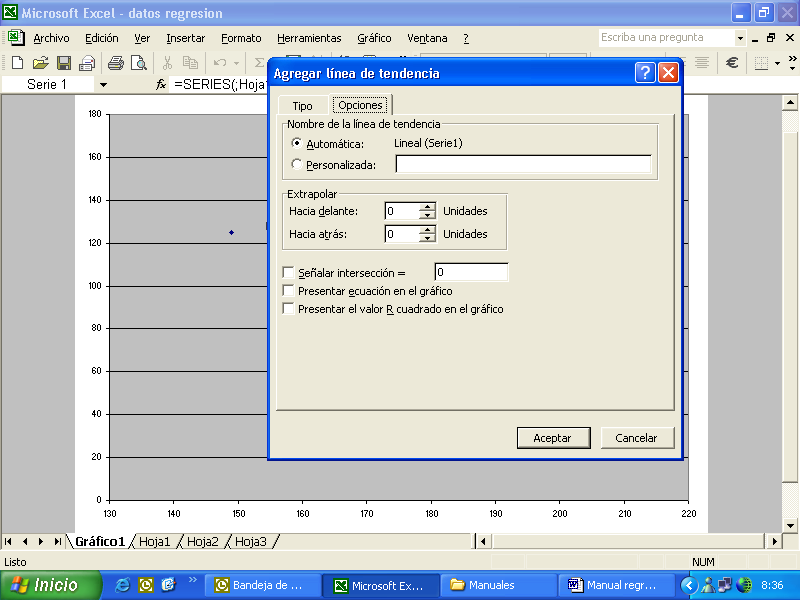 Microsoft Excel - datos regresion
Archivo Edición Ver Insertar Formato Herramientas Gráfico Ventana ?
Escriba una pregunta
Serie 1
fx =SERIES(;Hoja
Agregar línea de tendencia
Tipo Opciones
Nombre de la línea de tendencia
Automática: Lineal (Serie1)
Personalizada:
Extrapolar
Hacia delante: 0 Unidades
Hacia atrás: 0 Unidades
Señalar intersección = 0
Presentar ecuación en el gráfico
Presentar el valor R cuadrado en el gráfico
Aceptar Cancelar
180
160
140
120
100
80
60
40
20
0
130 140 150 160 170 180 190 200 210 220
Gráfico1 Hoja1 Hoja2 Hoja3
Listo NUM
Inicio Bandeja de ... Microsoft Ex... Manuales Manual regr... 8:36